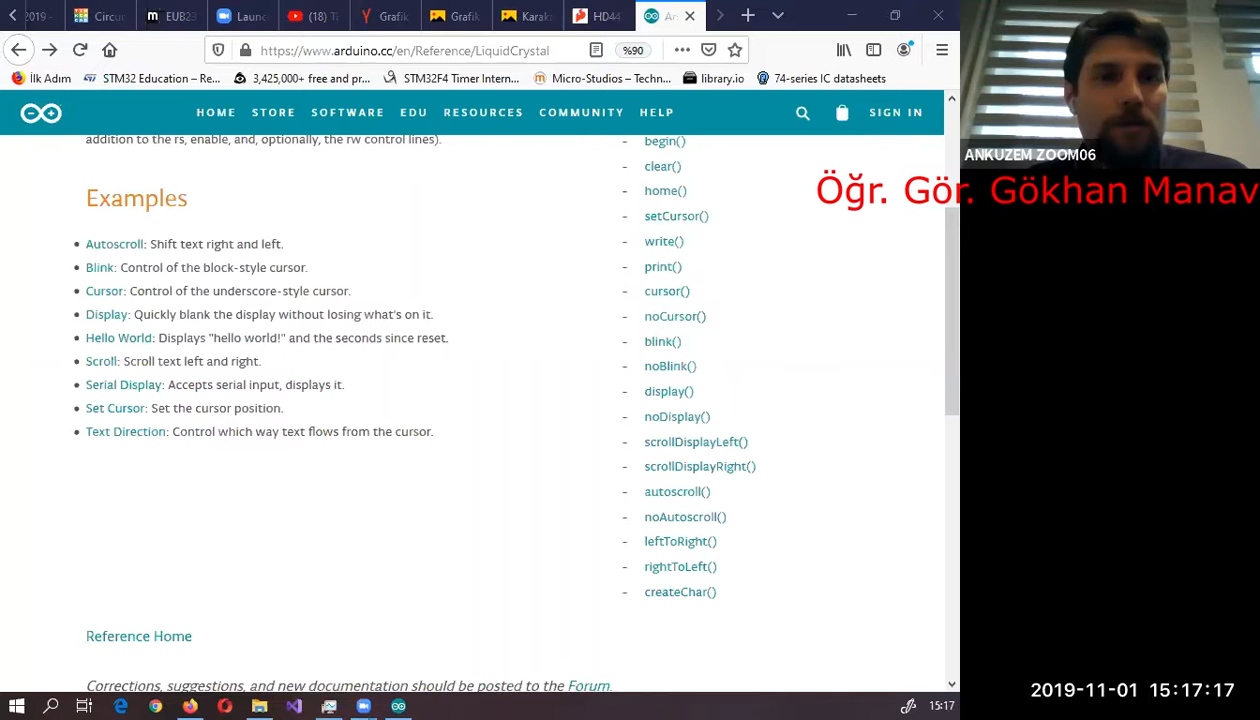 2019 -
Circur
EUB23
Launc
(18) T
Grafik
Grafik
Karak
HD44
Ar
https://www.arduino.cc/en/Reference/LiquidCrystal
%90
İlk Adım
STM32 Education – Re...
3,425,000+ free and pr...
STM32F4 Timer Intern...
Micro-Studios – Techn...
library.io
74-series IC datasheets
HOME STORE SOFTWARE EDU RESOURCES COMMUNITY HELP
SIGN IN
addition to the rs, enable, and, optionally, the rw control lines).
Examples
• Autoscroll: Shift text right and left.
• Blink: Control of the block-style cursor.
• Cursor: Control of the underscore-style cursor.
• Display: Quickly blank the display without losing what's on it.
• Hello World: Displays "hello world!" and the seconds since reset.
• Scroll: Scroll text left and right.
• Serial Display: Accepts serial input, displays it.
• Set Cursor: Set the cursor position.
• Text Direction: Control which way text flows from the cursor.
- begin()
- clear()
- home()
- setCursor()
- write()
- print()
- cursor()
- noCursor()
- blink()
- noBlink()
- display()
- noDisplay()
- scrollDisplayLeft()
- scrollDisplayRight()
- autoscroll()
- noAutoscroll()
- leftToRight()
- rightToLeft()
- createChar()
Reference Home
Corrections, suggestions, and new documentation should be posted to the Forum.
15:17
ANKUZEM ZOOM06
Öğr. Gör. Gökhan Manav
2019-11-01 15:17:17